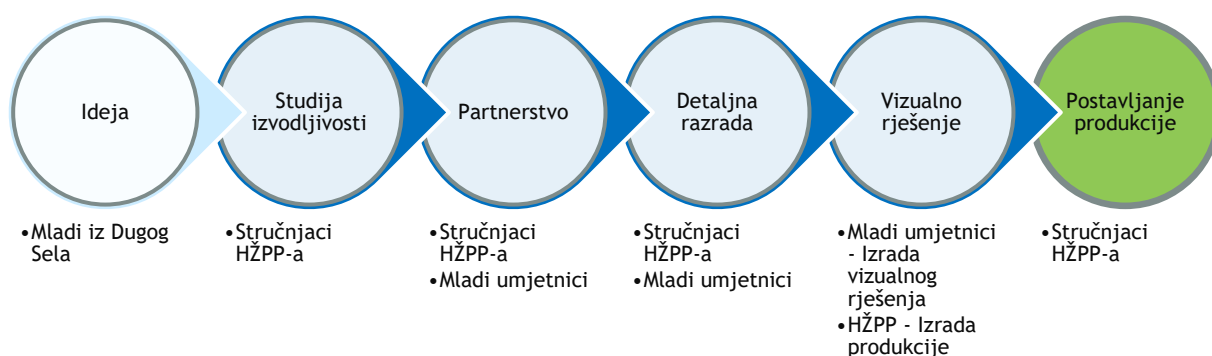 Ideja
•Mladi iz Dugog
Sela
Studija
izvodljivosti
•Stručnjaci
HŽPP-a
Partnerstvo
•Stručnjaci
HŽPP-a
•Mladi umjetnici
Detaljna
razrada
•Stručnjaci
HŽPP-a
•Mladi umjetnici
Vizualno
rješenje
•Mladi umjetnici
- Izrada
vizualnog
rješenja
•HŽPP - Izrada
produkcije
Postavljanje
produkcije
•Stručnjaci
HŽPP-a